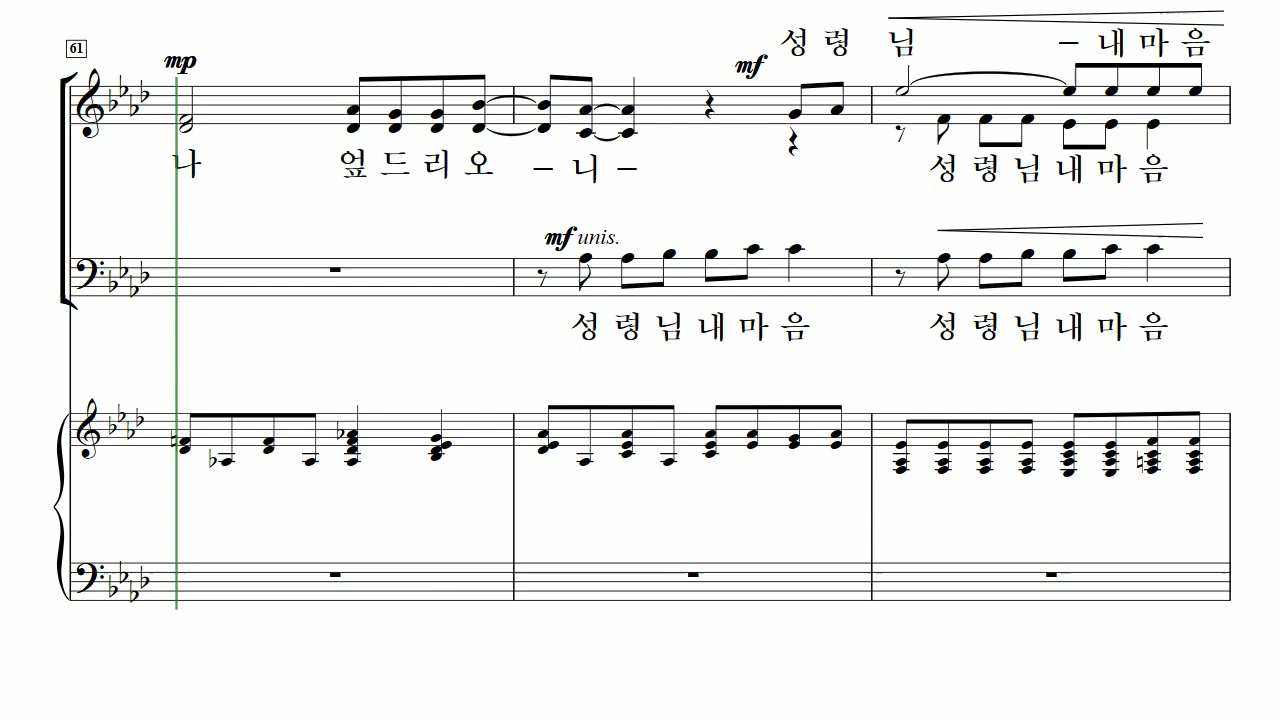 성 령 님 – 내 마 음
61
mp
mf
나 엎 드 리 오 – 니 –
성 령 님 내 마 음
mf unis.
성 령 님 내 마 음 성 령 님 내 마 음